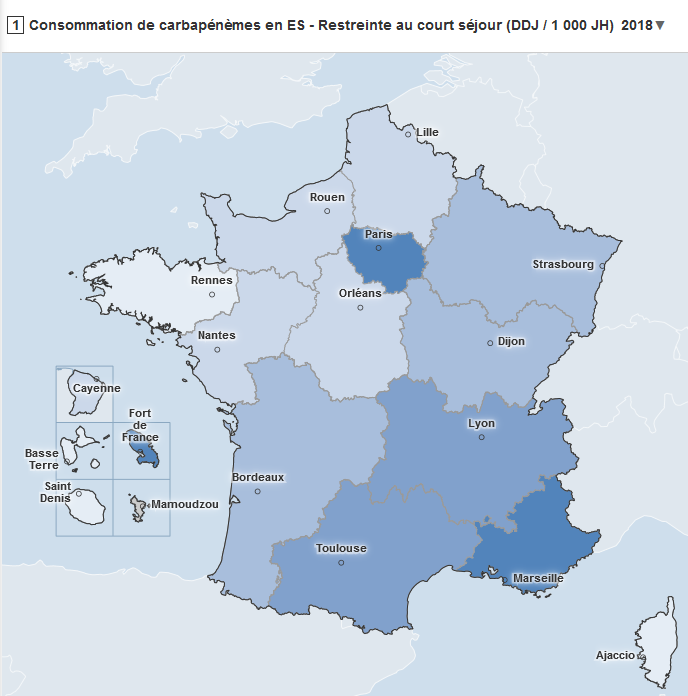 1 Consommation de carbapénèmes en ES - Restreinte au court séjour (DDJ / 1 000 JH) 2018▼
Lille
Rouen
Paris
Strasbourg
Rennes
Orléans
Nantes
Dijon
Cayenne
Fort
de
France
Lyon
Basse
Terre
Bordeaux
Saint
Denis
Mamoudzou
Toulouse
Marseille
Ajaccio